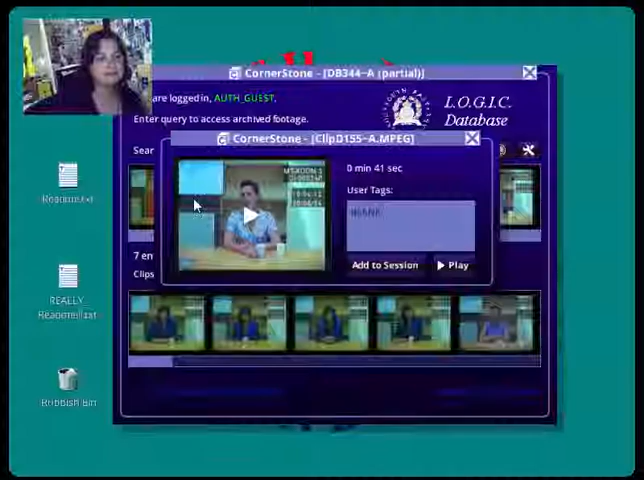 CornerStone - [DB344-A (partial)]
are logged in, AUTH_GUEST.
Enter query to access archived footage.
L.O.G.I.C.
Database
CornerStone - [ClipD155-A.MPEG]
Sear
0 min 41 sec
User Tags:
BLANK
Add to Session
Play
7 en
Clips
Readme.txt
REALLY_
Readme!!.txt
Rubbish Bin